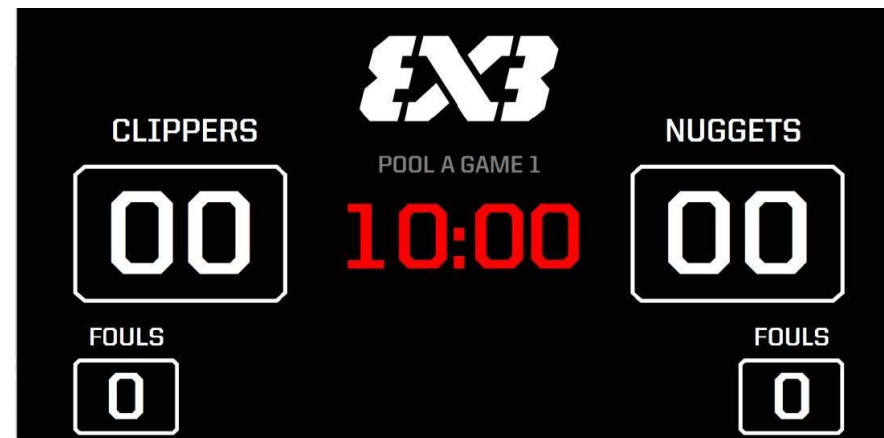 3X3
CLIPPERS
NUGGETS
POOL A GAME 1
00
10:00
00
FOULS
FOULS
0
0